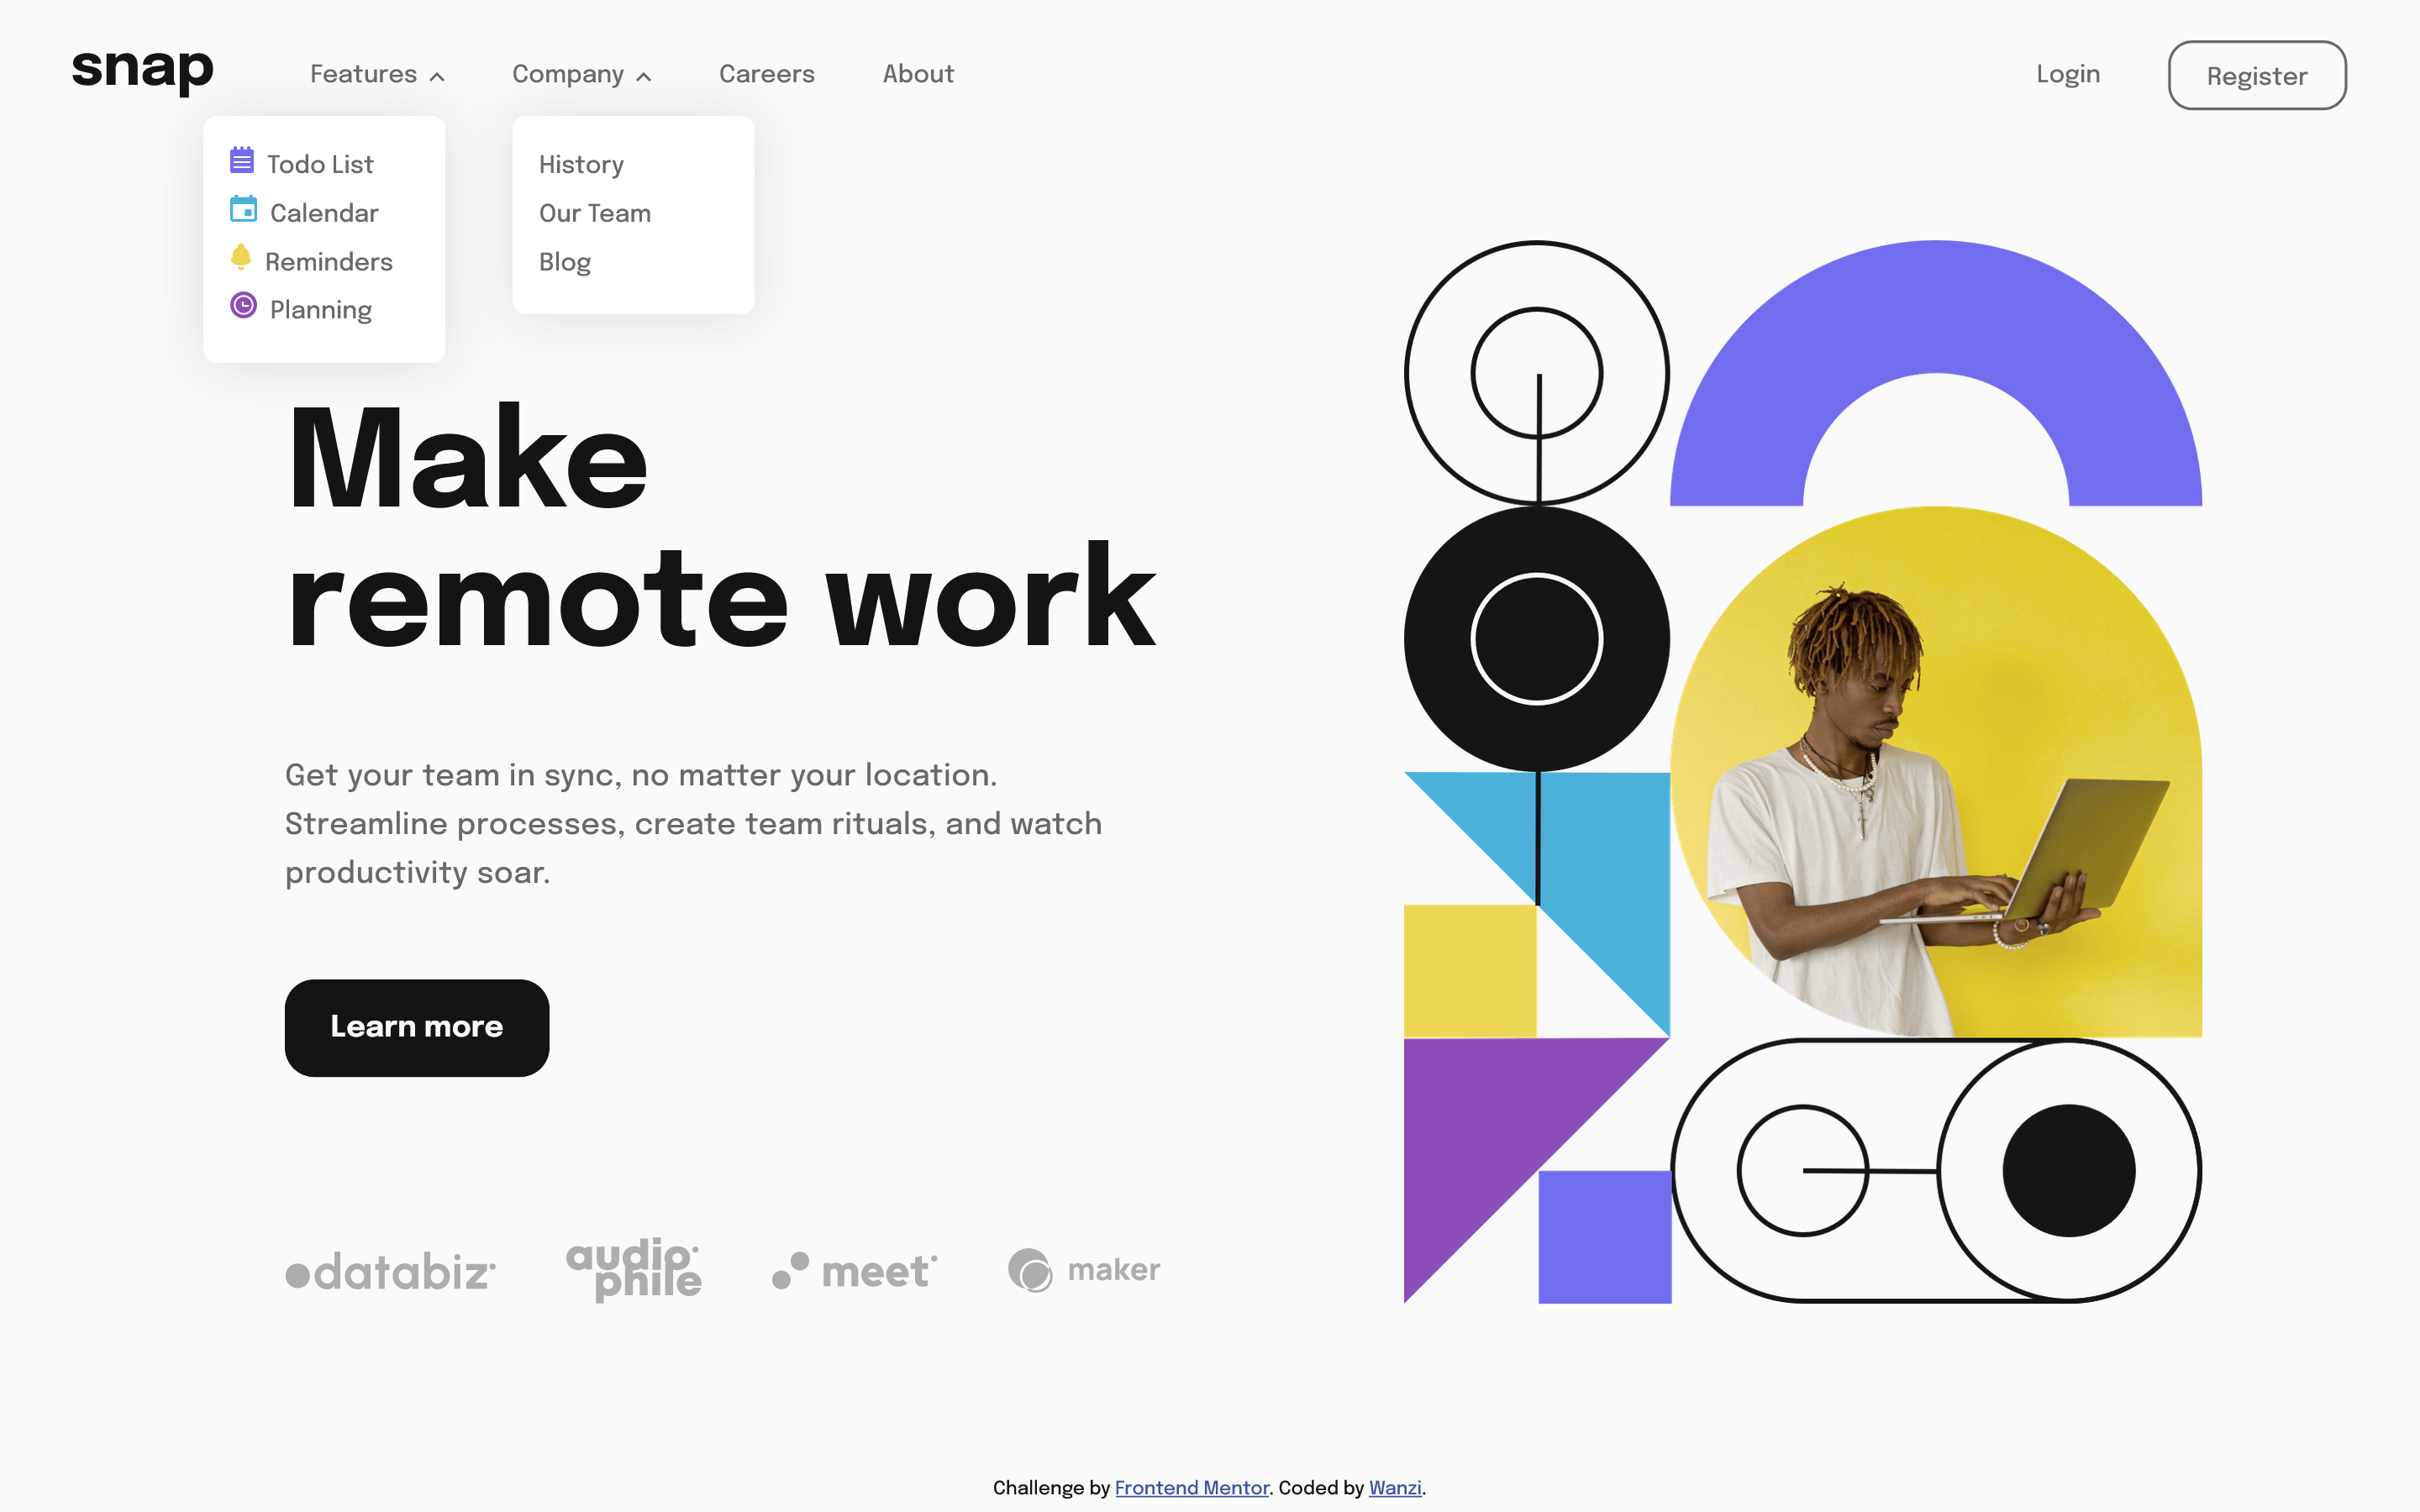 snap Features Company Careers About Login Register
Todo List
Calendar
Reminders
Planning
History
Our Team
Blog
Make
remote work
Get your team in sync, no matter your location.
Streamline processes, create team rituals, and watch
productivity soar.
Learn more
databiz audiophile meet maker
Challenge by Frontend Mentor. Coded by Wanzi.